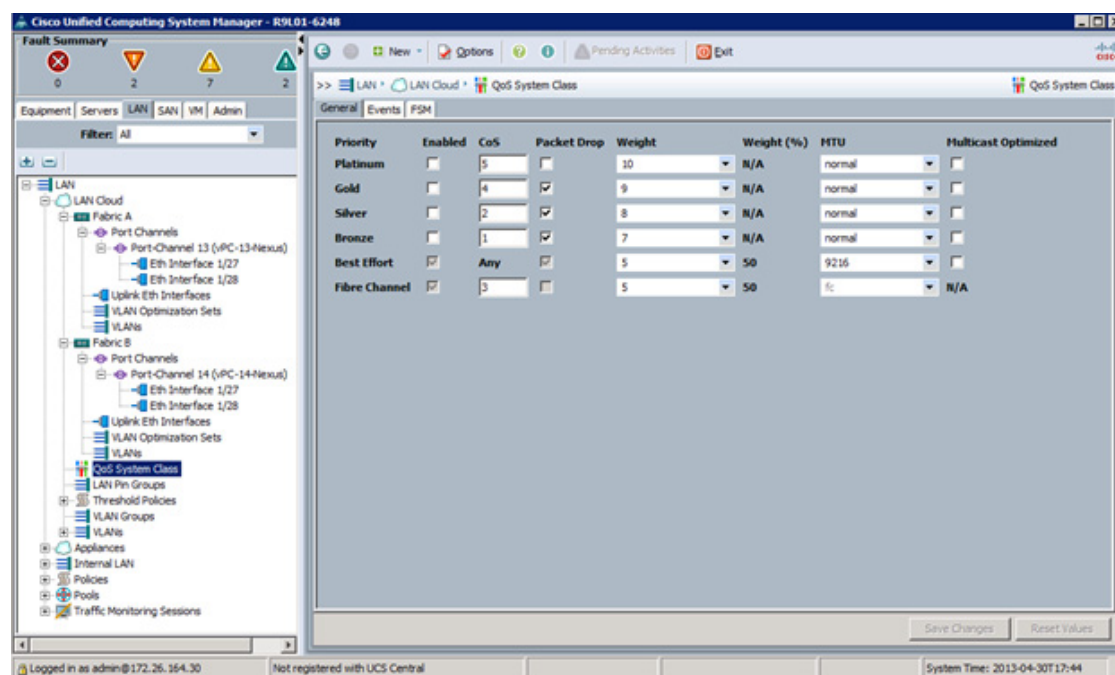 Cisco Unified Computing System Manager - R9L01-6248
Fault Summary
0 2 7 2
New Options Pending Activities Exit
CISCO
>> LAN LAN Cloud QoS System Class QoS System Class
Equipment Servers LAN SAN VM Admin
Filter: All
General Events FSM
Priority Enabled CoS Packet Drop Weight Weight (%) MTU Multicast Optimized
Platinum 5 10 N/A normal
Gold 4 9 N/A normal
Silver 2 8 N/A normal
Bronze 1 7 N/A normal
Best Effort Any 5 50 9216
Fibre Channel 3 5 50 fc N/A
LAN
LAN Cloud
Fabric A
Port Channels
Port-Channel 13 (vPC-13-Nexus)
Eth Interface 1/27
Eth Interface 1/28
Uplink Eth Interfaces
VLAN Optimization Sets
VLANs
Fabric B
Port Channels
Port-Channel 14 (vPC-14-Nexus)
Eth Interface 1/27
Eth Interface 1/28
Uplink Eth Interfaces
VLAN Optimization Sets
VLANs
QoS System Class
LAN Pin Groups
Threshold Policies
VLAN Groups
VLANs
Appliances
Internal LAN
Policies
Pools
Traffic Monitoring Sessions
Save Changes Reset Values
Logged in as admin@172.26.164.30 Not registered with UCS Central System Time: 2013-04-30T17:44